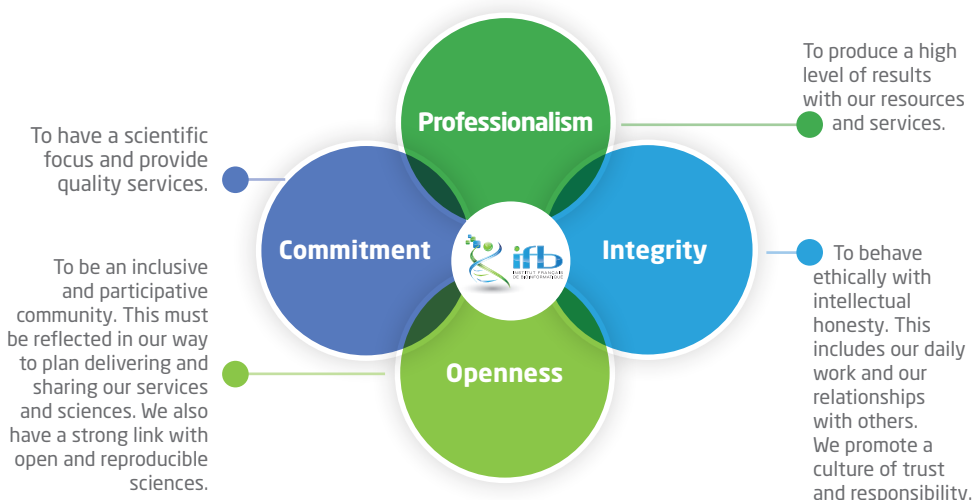 Professionalism
To produce a high
level of results
with our resources
and services.
To have a scientific
focus and provide
quality services.
Commitment
ifb
INSTITUT FRANÇAIS
DE BIOINFORMATIQUE
Integrity
To behave
ethically with
intellectual
honesty. This
includes our daily
work and our
relationships
with others.
We promote a
culture of trust
and responsibility.
To be an inclusive
and participative
community. This must
be reflected in our way
to plan delivering and
sharing our services
and sciences. We also
have a strong link with
open and reproducible
sciences.
Openness